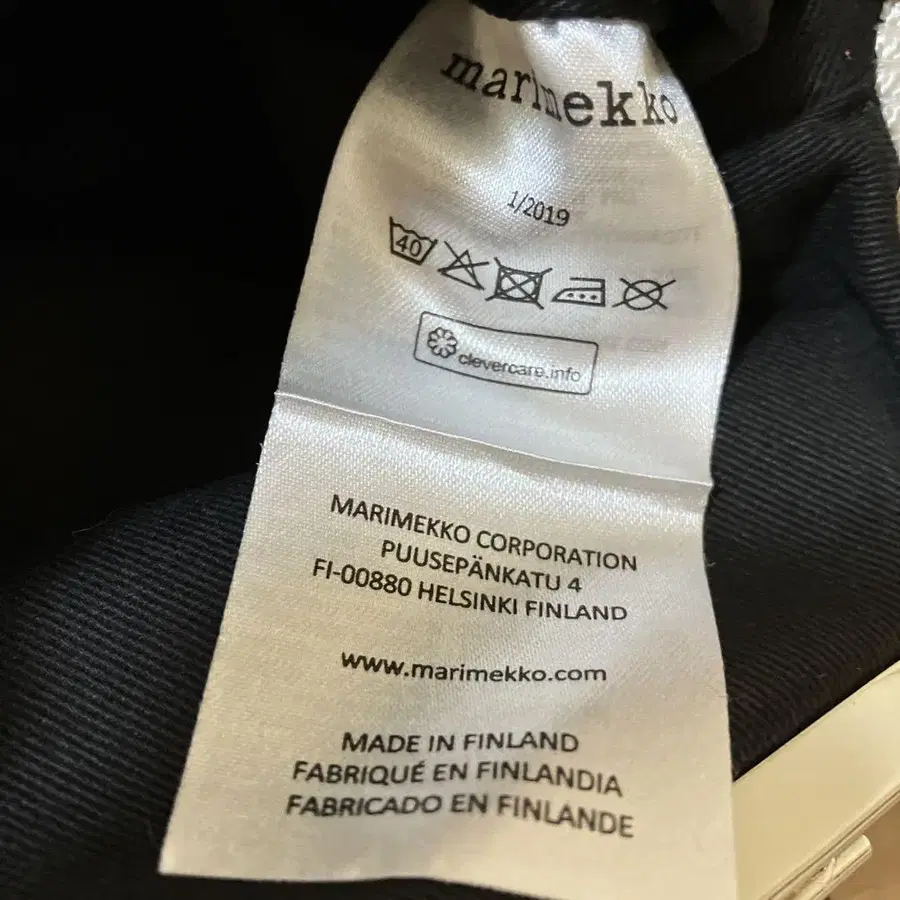 marimekko
1/2019
40
clevercare.info
MARIMEKKO CORPORATION
PUUSEPÄNKATU 4
FI-00880 HELSINKI FINLAND
www.marimekko.com
MADE IN FINLAND
FABRIQUÉ EN FINLANDIA
FABRICADO EN FINLANDE